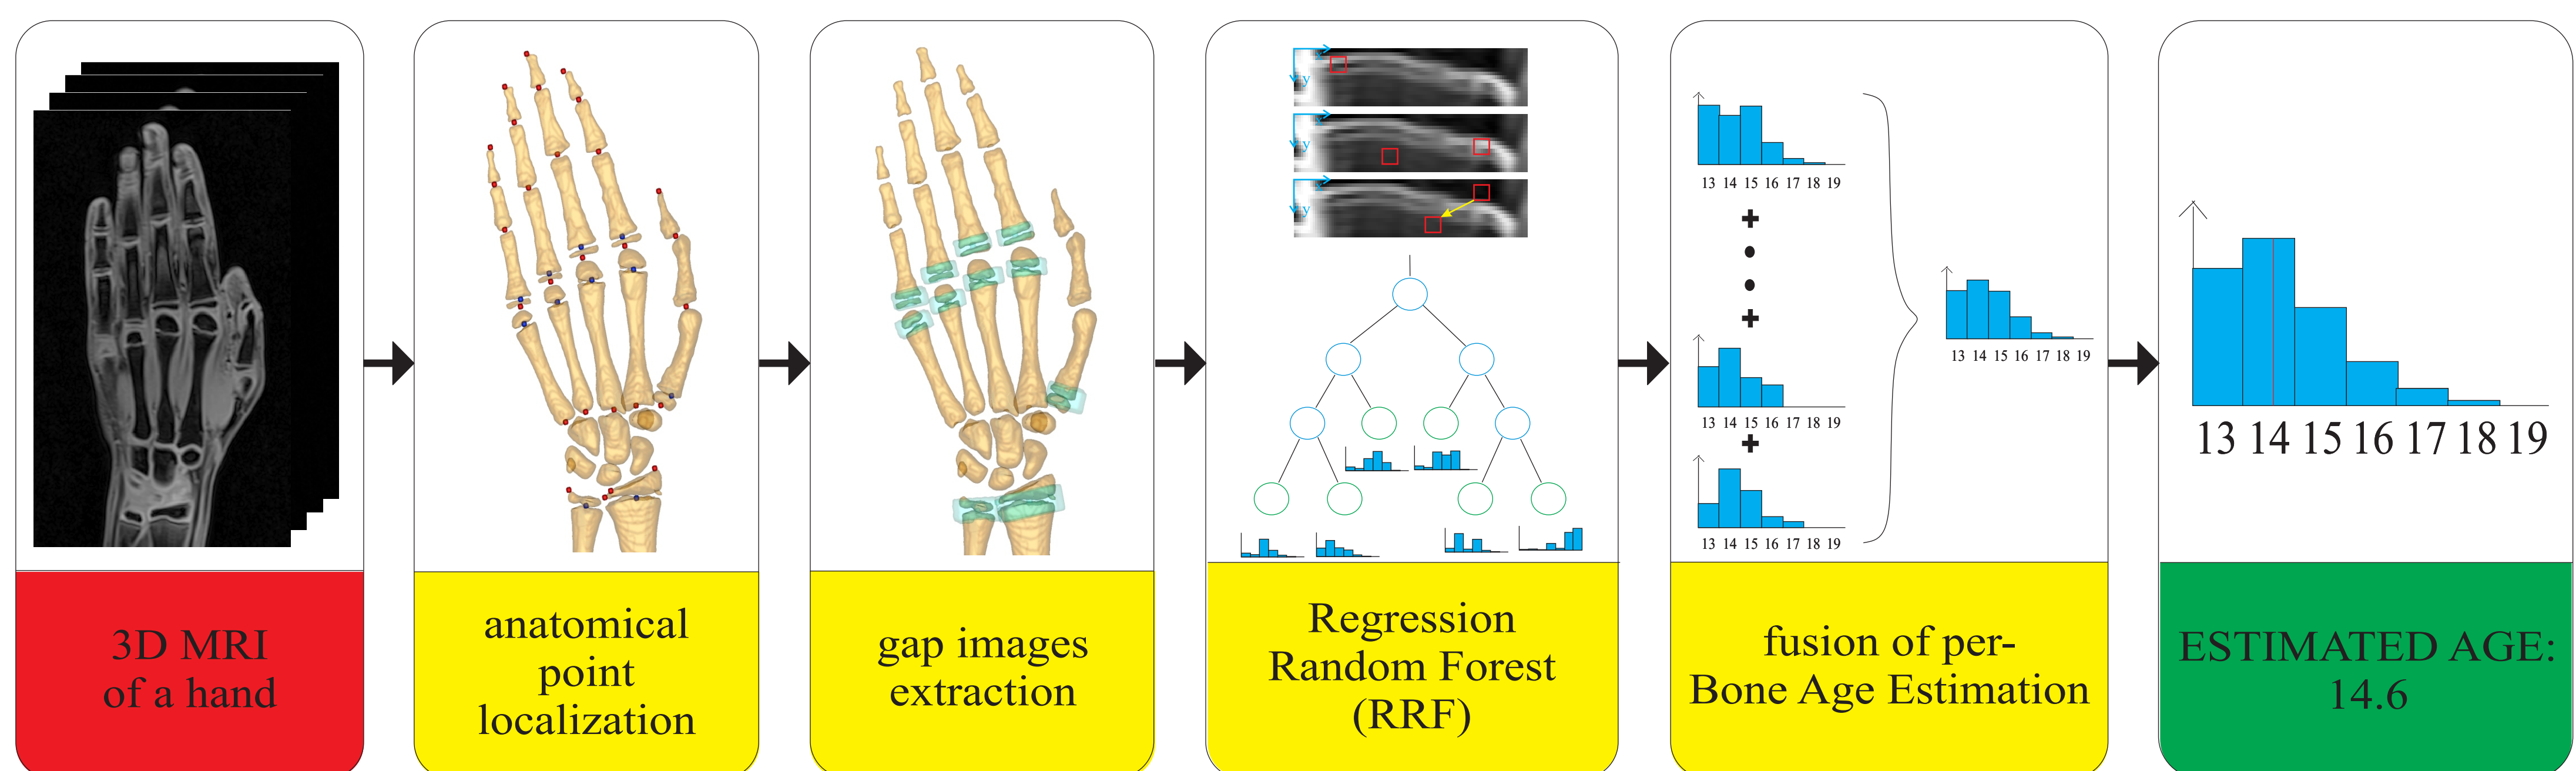 x
y
x
y
x
y
13 14 15 16 17 18 19
+
+
13 14 15 16 17 18 19
+
13 14 15 16 17 18 19
13 14 15 16 17 18 19
13 14 15 16 17 18 19
3D MRI
of a hand
anatomical
point
localization
gap images
extraction
Regression
Random Forest
(RRF)
fusion of per-
Bone Age Estimation
ESTIMATED AGE:
14.6